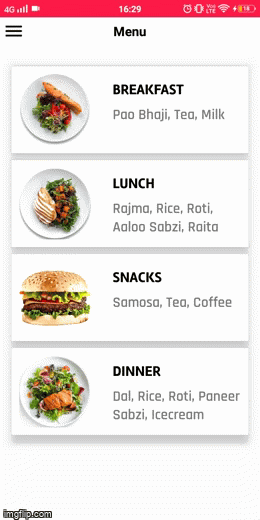 4G 16:29 VoLTE
Menu
BREAKFAST
Pao Bhaji, Tea, Milk
LUNCH
Rajma, Rice, Roti,
Aaloo Sabzi, Raita
SNACKS
Samosa, Tea, Coffee
DINNER
Dal, Rice, Roti, Paneer
Sabzi, Icecream
imgflip.com